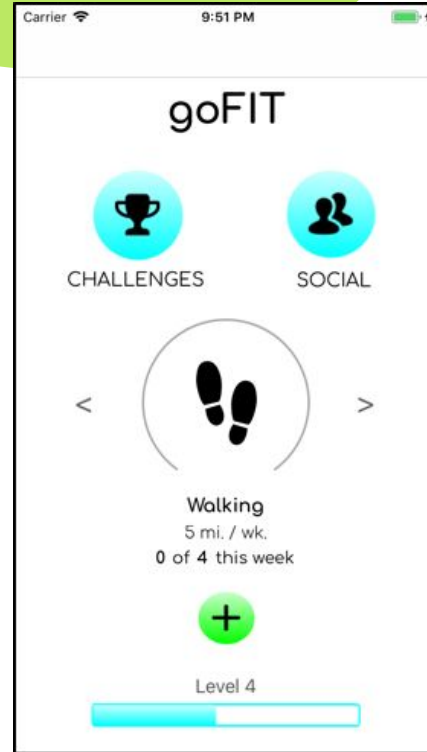 Carrier 9:51 PM
goFIT
CHALLENGES SOCIAL
< >
Walking
5 mi. / wk.
0 of 4 this week
+
Level 4